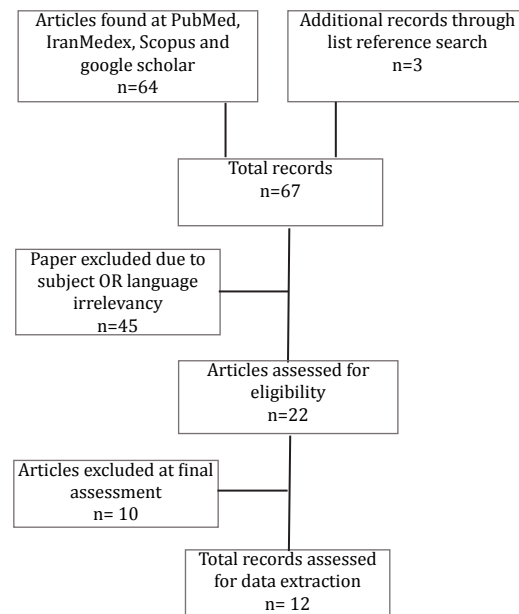 Articles found at PubMed,
IranMedex, Scopus and
google scholar
n=64
Additional records through
list reference search
n=3
Total records
n=67
Paper excluded due to
subject OR language
irrelevancy
n=45
Articles assessed for
eligibility
n=22
Articles excluded at final
assessment
n= 10
Total records assessed
for data extraction
n= 12